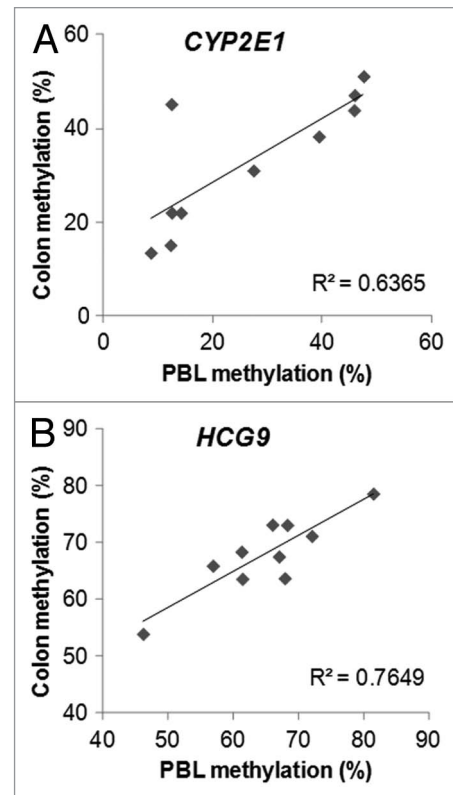 A
CYP2E1
Colon methylation (%)
60
40
20
0
R² = 0.6365
0 20 40 60
PBL methylation (%)
B
HCG9
Colon methylation (%)
90
80
70
60
50
40
R² = 0.7649
40 50 60 70 80 90
PBL methylation (%)